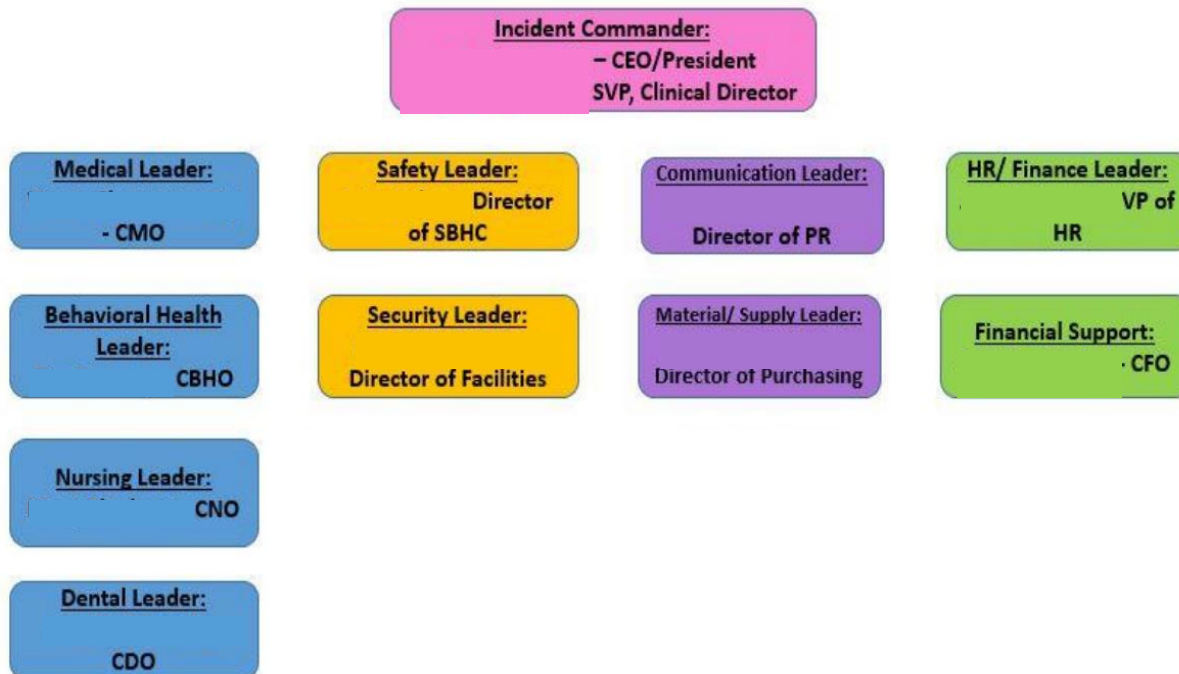 Incident Commander:
– CEO/President
SVP, Clinical Director
Medical Leader:
- CMO
Safety Leader:
Director
of SBHC
Communication Leader:
Director of PR
HR/ Finance Leader:
VP of
HR
Behavioral Health
Leader:
CBHO
Security Leader:
Director of Facilities
Material/ Supply Leader:
Director of Purchasing
Financial Support:
- CFO
Nursing Leader:
CNO
Dental Leader:
CDO